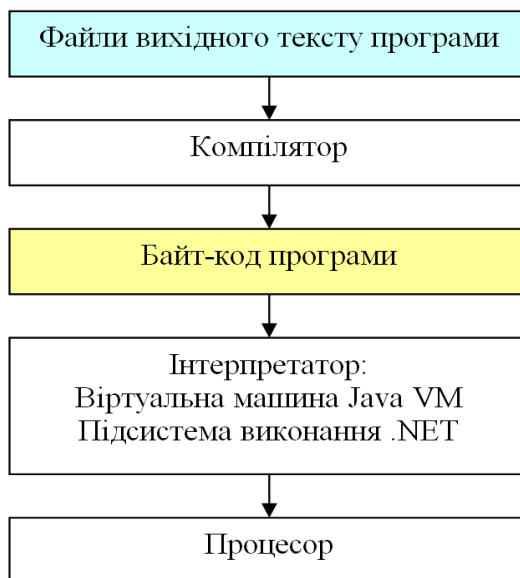 Файли вихідного тексту програми
Компілятор
Байт-код програми
Інтерпретатор:
Віртуальна машина Java VM
Підсистема виконання .NET
Процесор